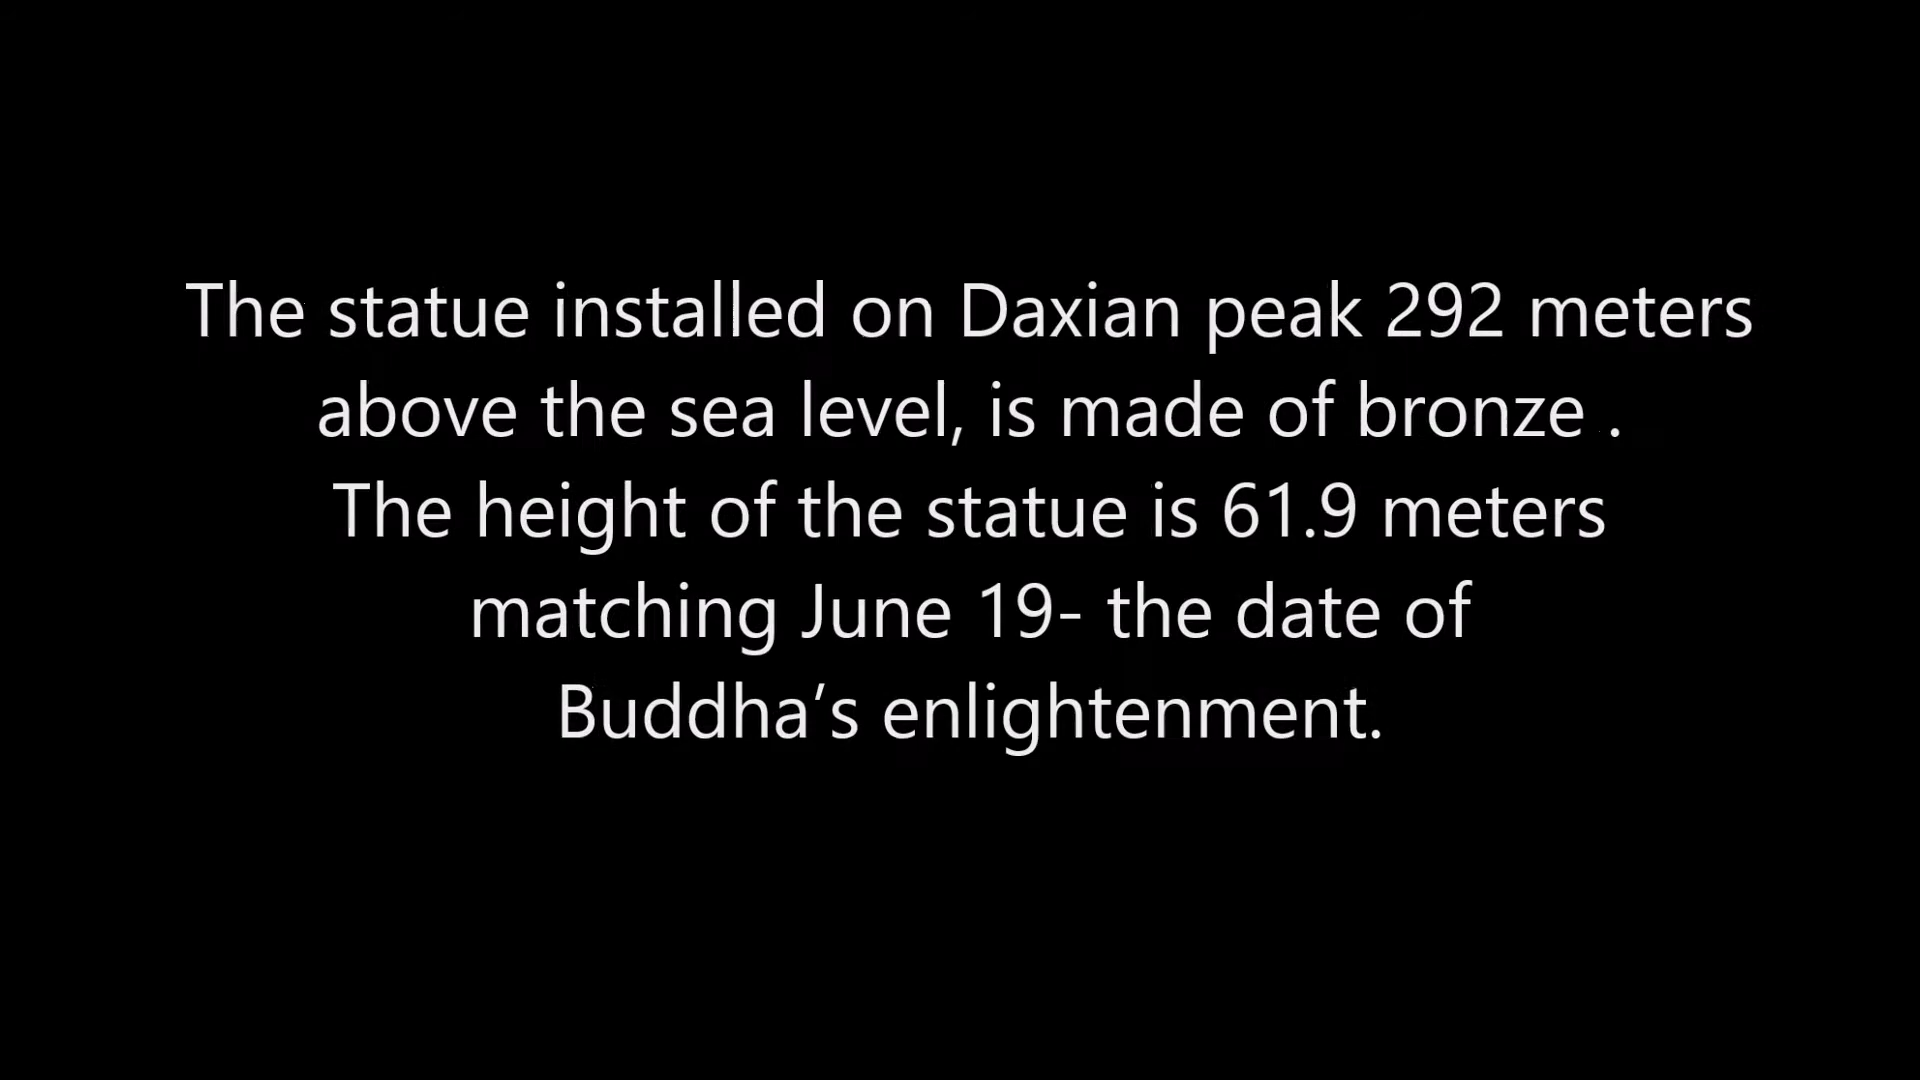 The statue installed on Daxian peak 292 meters
above the sea level, is made of bronze .
The height of the statue is 61.9 meters
matching June 19- the date of
Buddha’s enlightenment.